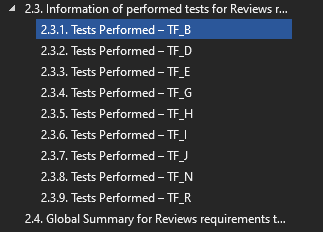 2.3. Information of performed tests for Reviews r...
2.3.1. Tests Performed – TF_B
2.3.2. Tests Performed – TF_D
2.3.3. Tests Performed – TF_E
2.3.4. Tests Performed – TF_G
2.3.5. Tests Performed – TF_H
2.3.6. Tests Performed – TF_I
2.3.7. Tests Performed – TF_J
2.3.8. Tests Performed – TF_N
2.3.9. Tests Performed – TF_R
2.4. Global Summary for Reviews requirements t...